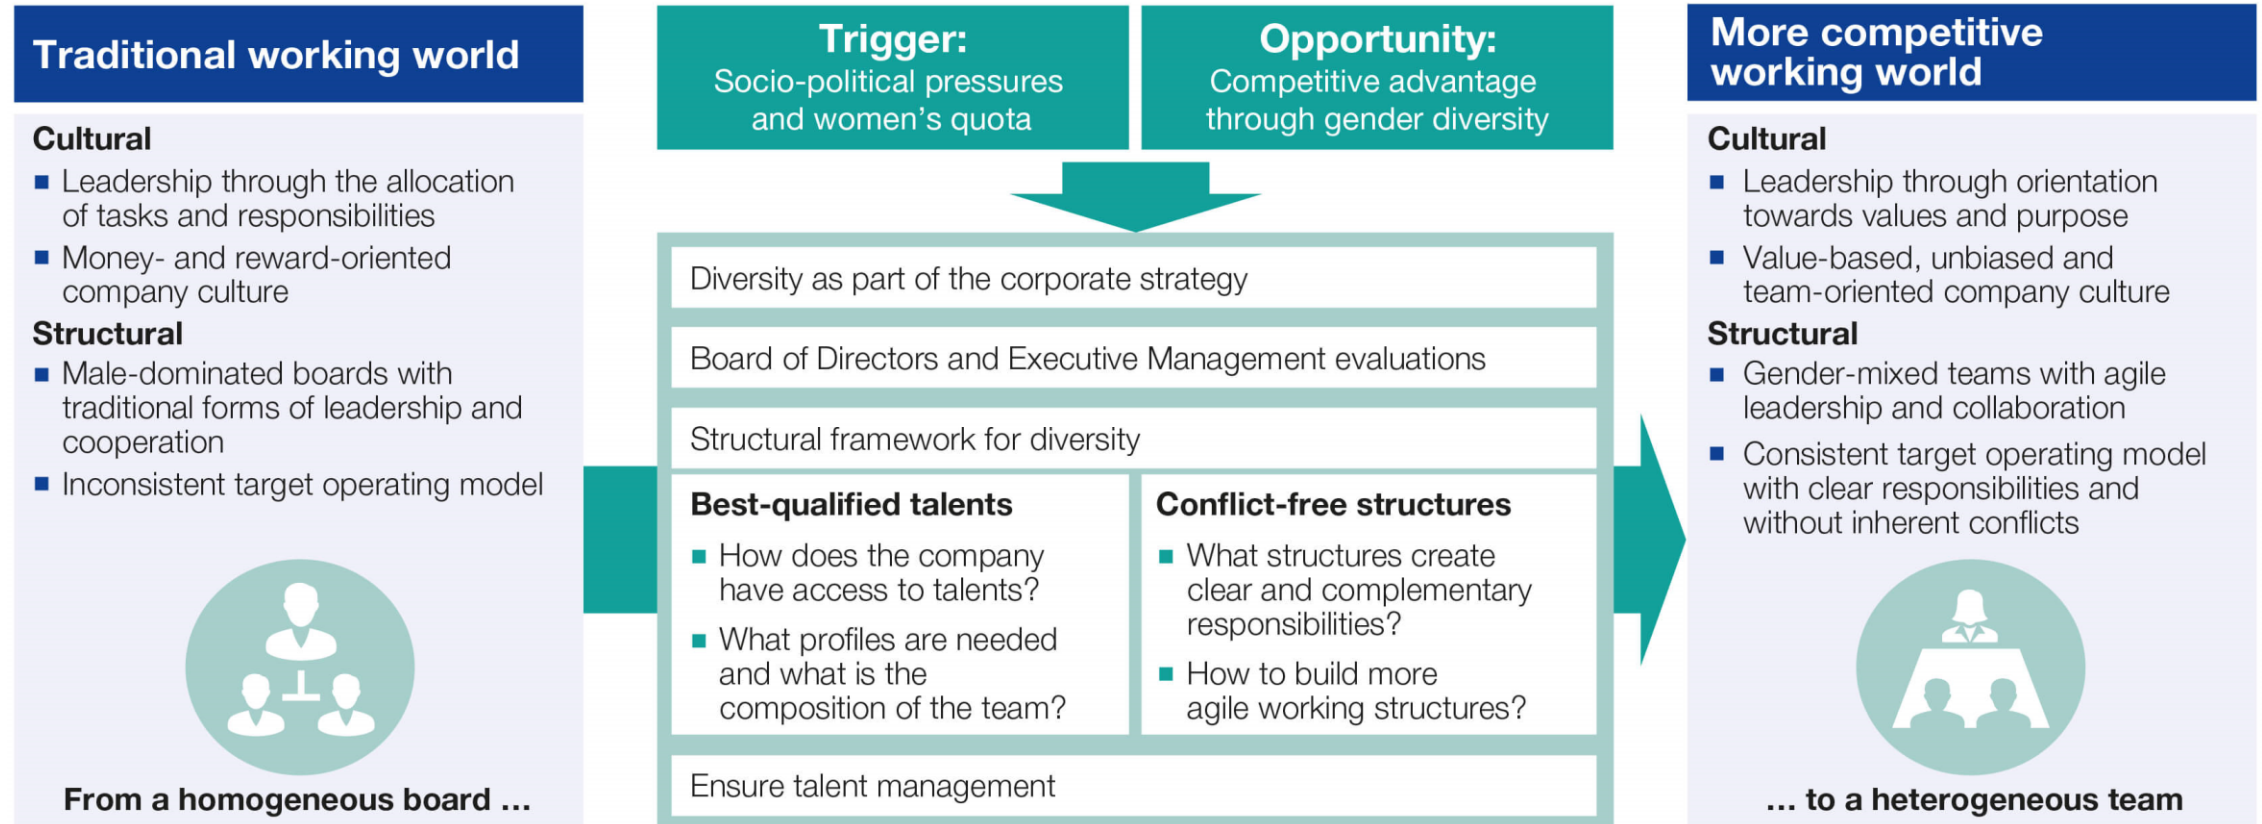 Traditional working world
Cultural
■ Leadership through the allocation
of tasks and responsibilities
■ Money- and reward-oriented
company culture
Structural
■ Male-dominated boards with
traditional forms of leadership and
cooperation
■ Inconsistent target operating model
From a homogeneous board ...
Trigger:
Socio-political pressures
and women's quota
Opportunity:
Competitive advantage
through gender diversity
Diversity as part of the corporate strategy
Board of Directors and Executive Management evaluations
Structural framework for diversity
Best-qualified talents
■ How does the company
have access to talents?
■ What profiles are needed
and what is the
composition of the team?
Conflict-free structures
■ What structures create
clear and complementary
responsibilities?
■ How to build more
agile working structures?
Ensure talent management
More competitive
working world
Cultural
■ Leadership through orientation
towards values and purpose
■ Value-based, unbiased and
team-oriented company culture
Structural
■ Gender-mixed teams with agile
leadership and collaboration
■ Consistent target operating model
with clear responsibilities and
without inherent conflicts
... to a heterogeneous team